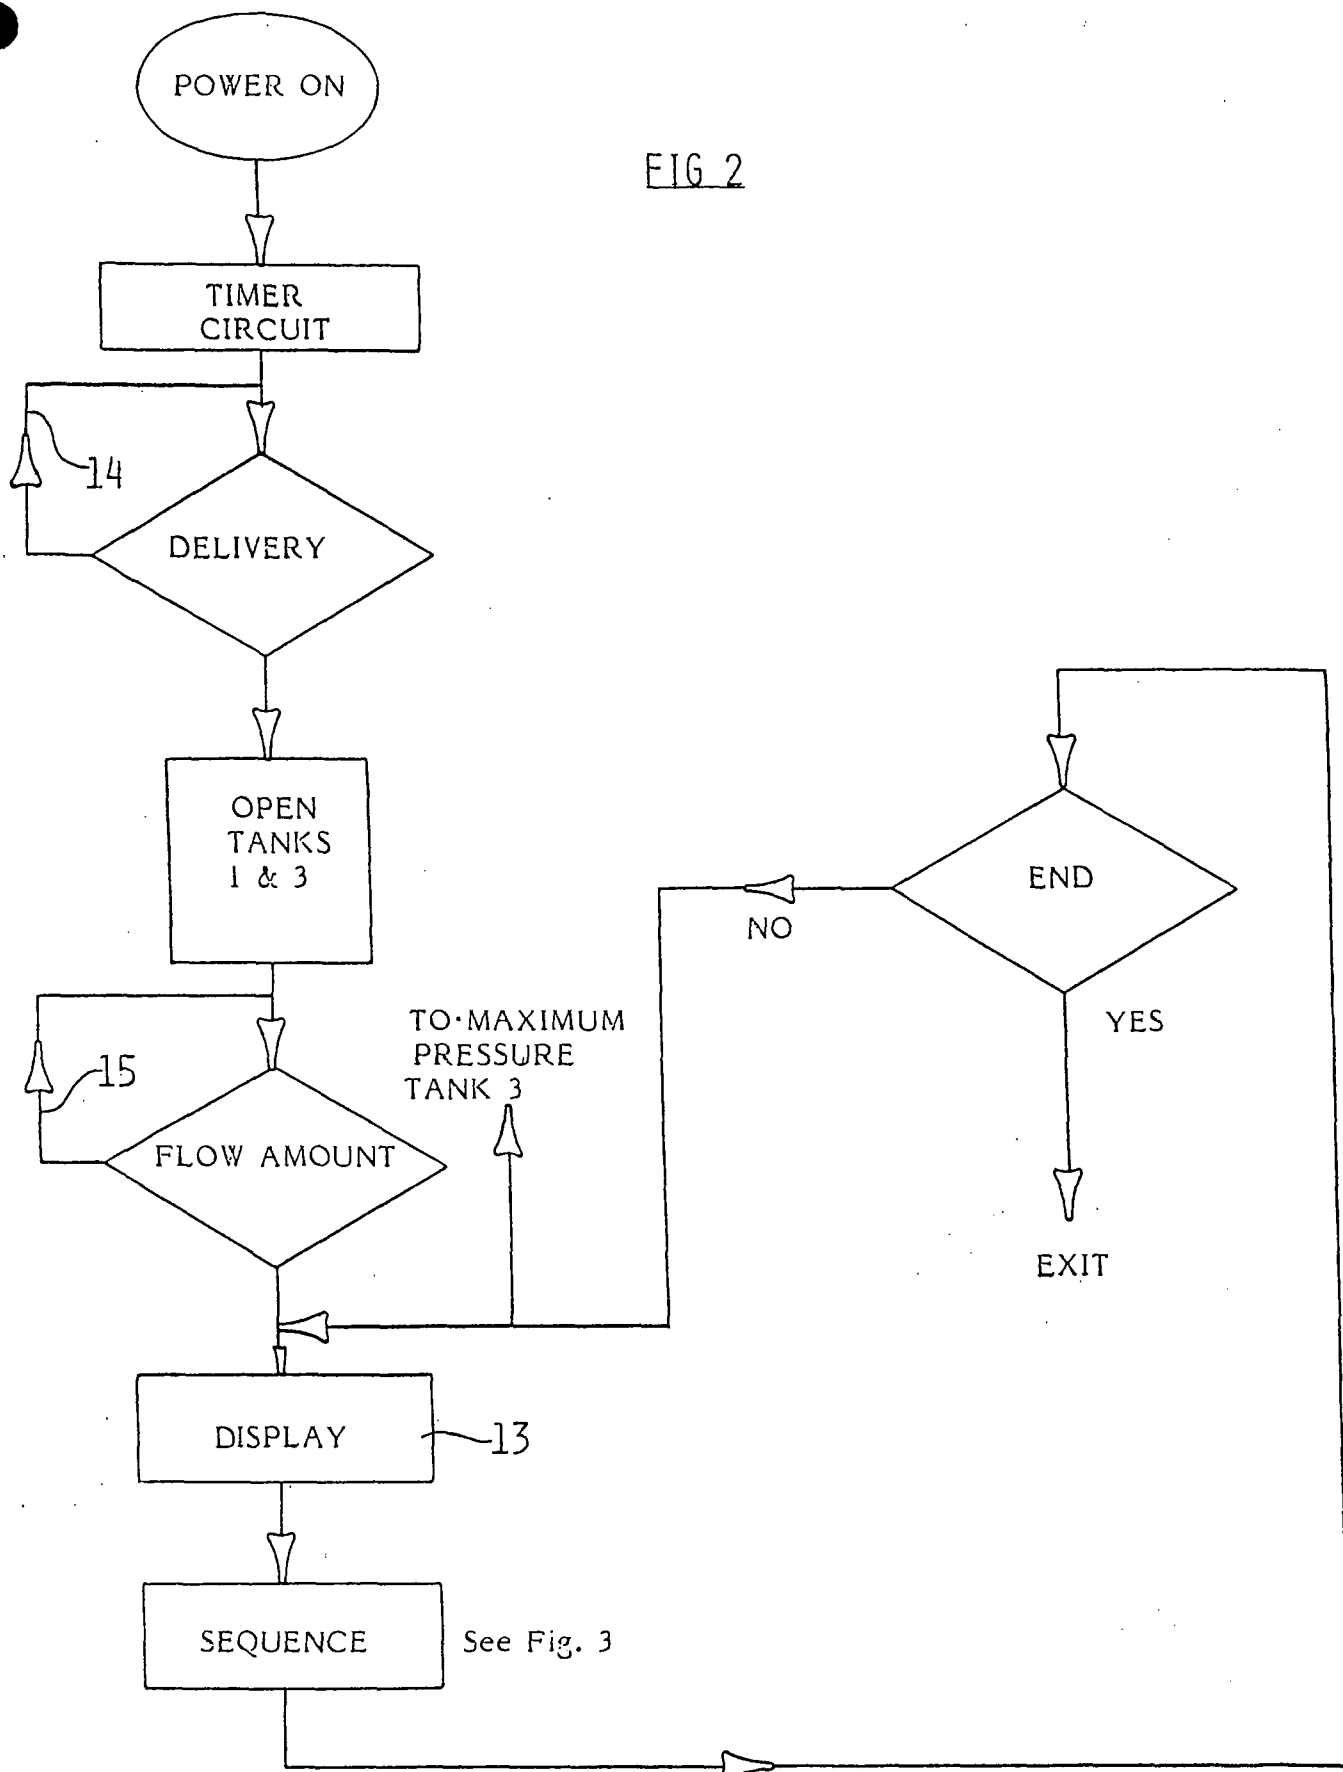 POWER ON
FIG 2
TIMER
CIRCUIT
14
DELIVERY
OPEN
TANKS
1 & 3
END
NO
YES
TO·MAXIMUM
PRESSURE
TANK 3
15
FLOW AMOUNT
EXIT
DISPLAY
13
SEQUENCE
See Fig. 3